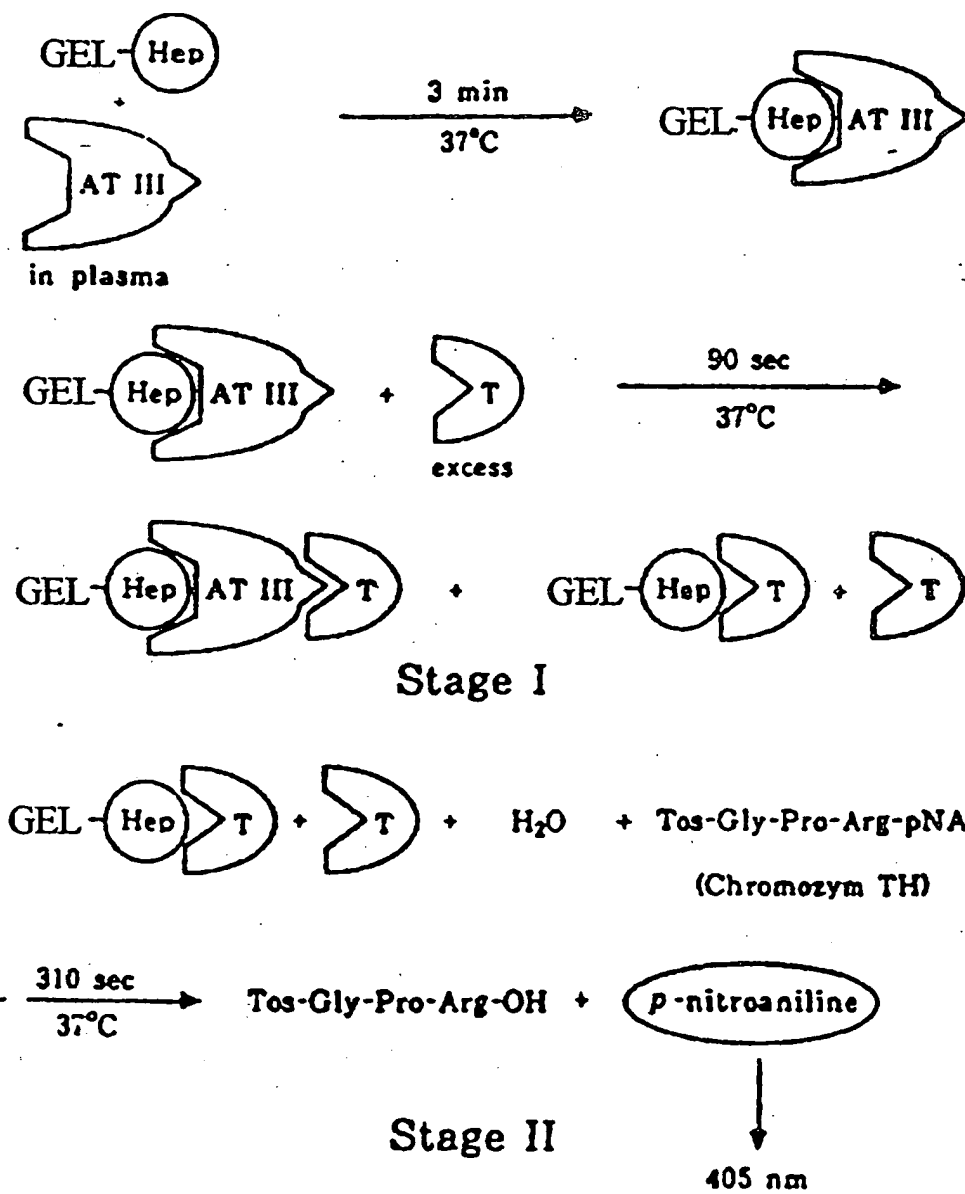 GEL-Hep
+
3 min
37°C
AT III
in plasma
GEL-Hep AT III
GEL-Hep AT III + T
excess
90 sec
37°C
GEL-Hep AT III T + GEL-Hep T + T
Stage I
GEL-Hep T + T + H₂O + Tos-Gly-Pro-Arg-pNA
(Chromozym TH)
310 sec
37°C
Tos-Gly-Pro-Arg-OH + p-nitroaniline
Stage II
405 nm